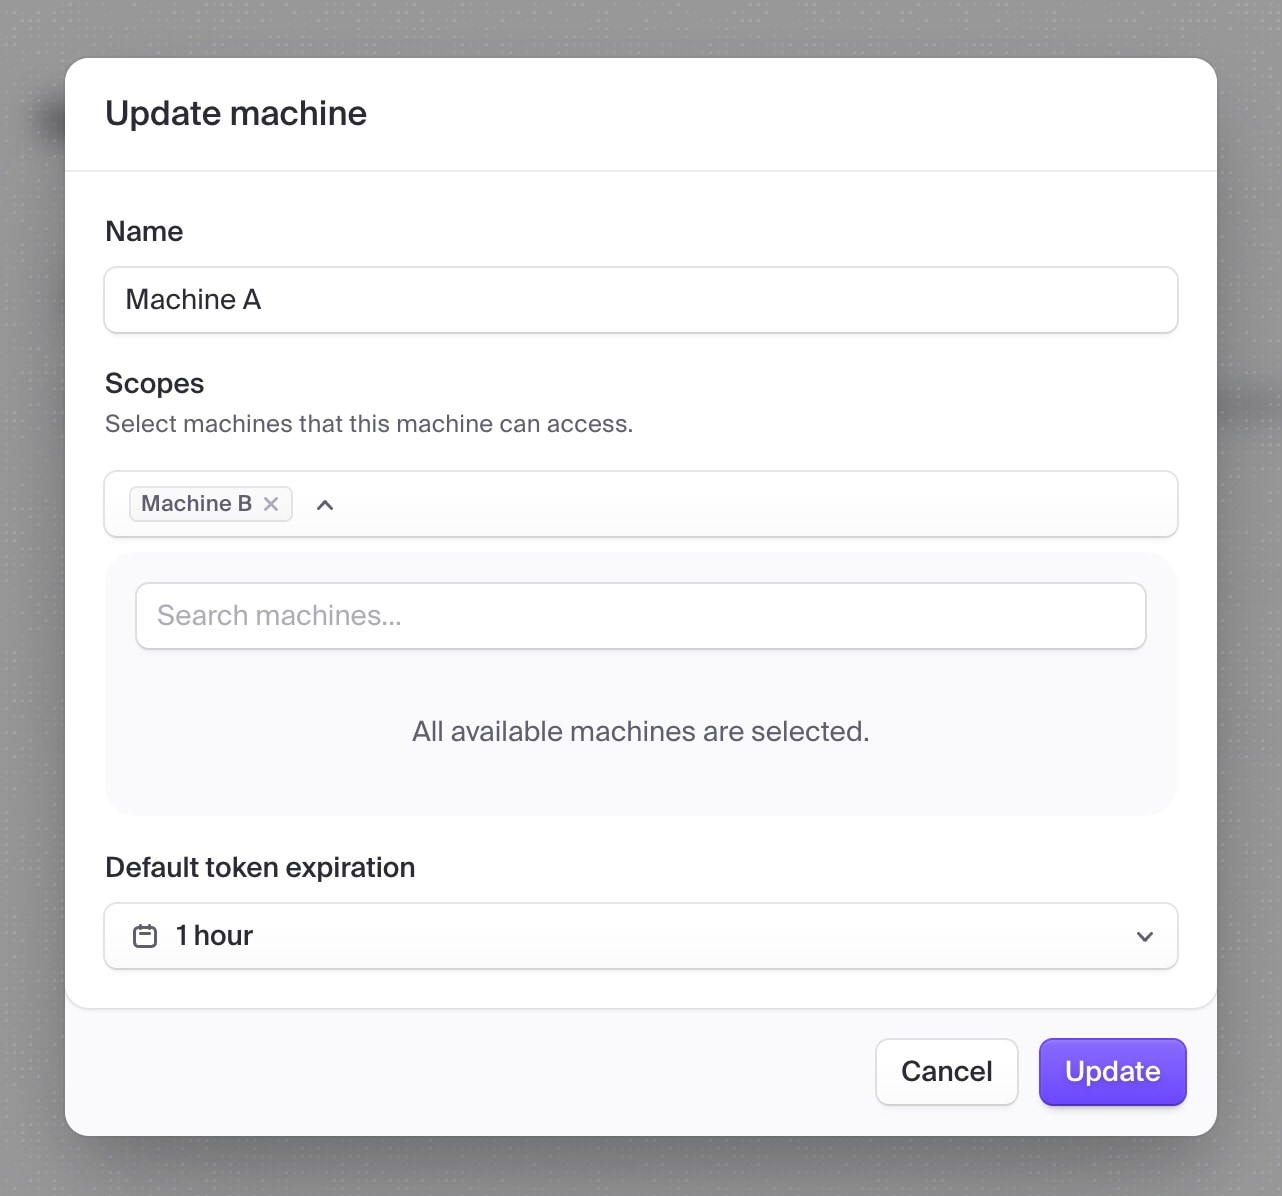 Update machine
Name
Machine A
Scopes
Select machines that this machine can access.
Machine B
Search machines...
All available machines are selected.
Default token expiration
1 hour
Cancel
Update